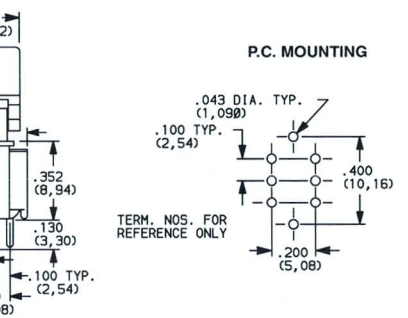 P.C. MOUNTING
.043 DIA. TYP.
(1,090)
.100 TYP.
(2,54)
.400
(10,16)
TERM. NOS. FOR
REFERENCE ONLY
.200
(5,08)
.352
(8,94)
.130
(3,30)
.100 TYP.
(2,54)